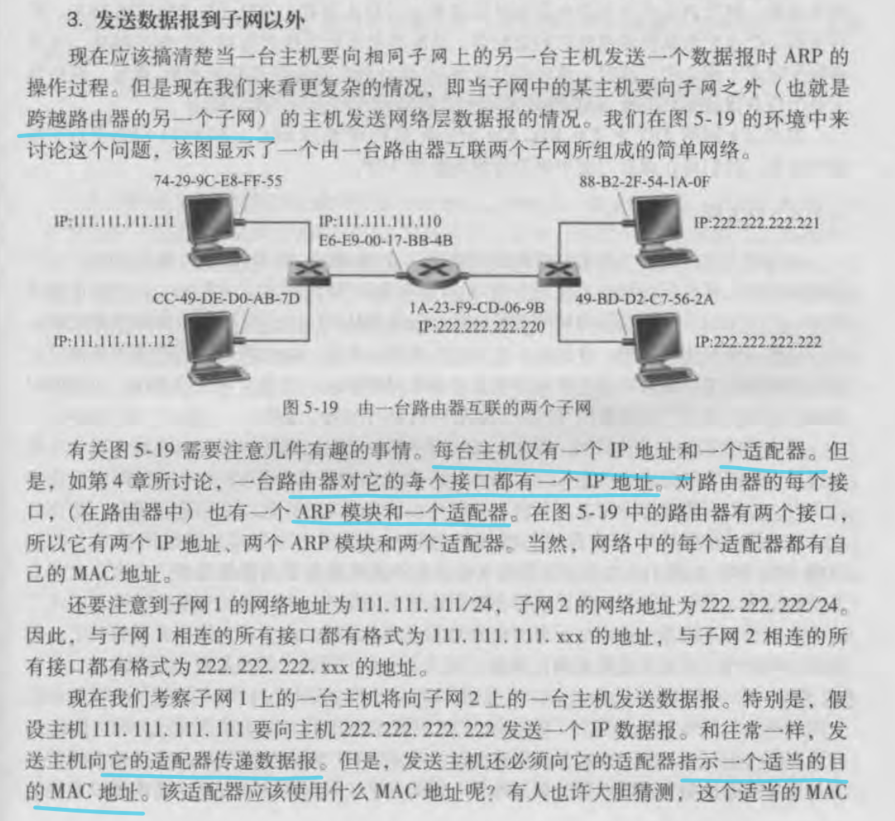 3. 发送数据报到子网以外
现在应该搞清楚当一台主机要向相同子网上的另一台主机发送一个数据报时 ARP 的
操作过程。但是现在我们来看更复杂的情况，即当子网中的某主机要向子网之外（也就是
跨越路由器的另一个子网）的主机发送网络层数据报的情况。我们在图 5-19 的环境中来
讨论这个问题，该图显示了一个由一台路由器互联两个子网所组成的简单网络。
74-29-9C-E8-FF-55
88-B2-2F-54-1A-0F
IP:111.111.111.111
IP:111.111.111.110
IP:222.222.222.221
E6-E9-00-17-BB-4B
CC-49-DE-D0-AB-7D
1A-23-F9-CD-06-9B
49-BD-D2-C7-56-2A
IP:111.111.111.112
IP:222.222.222.220
IP:222.222.222.222
图 5-19 由一台路由器互联的两个子网
有关图 5-19 需要注意几件有趣的事情。每台主机仅有一个 IP 地址和一个适配器。但
是，如第 4 章所讨论，一台路由器对它的每个接口都有一个 IP 地址。对路由器的每个接
口，（在路由器中）也有一个 ARP 模块和一个适配器。在图 5-19 中的路由器有两个接口，
所以它有两个 IP 地址、两个 ARP 模块和两个适配器。当然，网络中的每个适配器都有自
己的 MAC 地址。
还要注意到子网 1 的网络地址为 111. 111. 111/24，子网 2 的网络地址为 222. 222. 222/24。
因此，与子网 1 相连的所有接口都有格式为 111. 111. 111. xxx 的地址，与子网 2 相连的所
有接口都有格式为 222. 222. 222. xxx 的地址。
现在我们考察子网 1 上的一台主机将向子网 2 上的一台主机发送数据报。特别是，假
设主机 111. 111. 111. 111 要向主机 222. 222. 222. 222 发送一个 IP 数据报。和往常一样，发
送主机向它的适配器传递数据报。但是，发送主机还必须向它的适配器指示一个适当的目
的 MAC 地址。该适配器应该使用什么 MAC 地址呢？有人也许大胆猜测，这个适当的 MAC